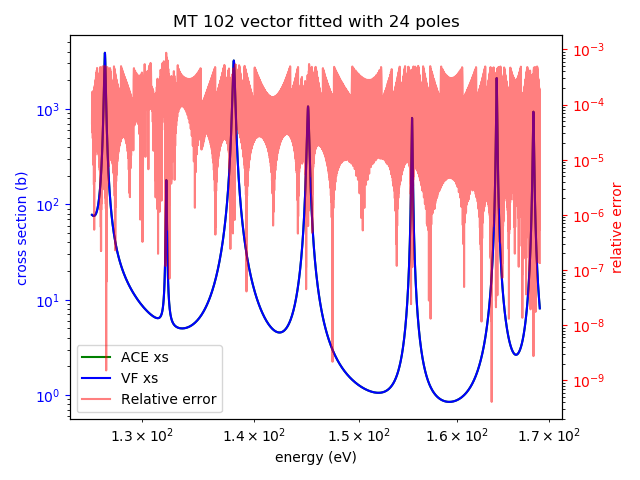 MT 102 vector fitted with 24 poles
10³
10²
10¹
10⁰
cross section (b)
10⁻³
10⁻⁴
10⁻⁵
10⁻⁶
10⁻⁷
10⁻⁸
10⁻⁹
relative error
ACE xs
VF xs
Relative error
1.3 × 10² 1.4 × 10² 1.5 × 10² 1.6 × 10² 1.7 × 10²
energy (eV)